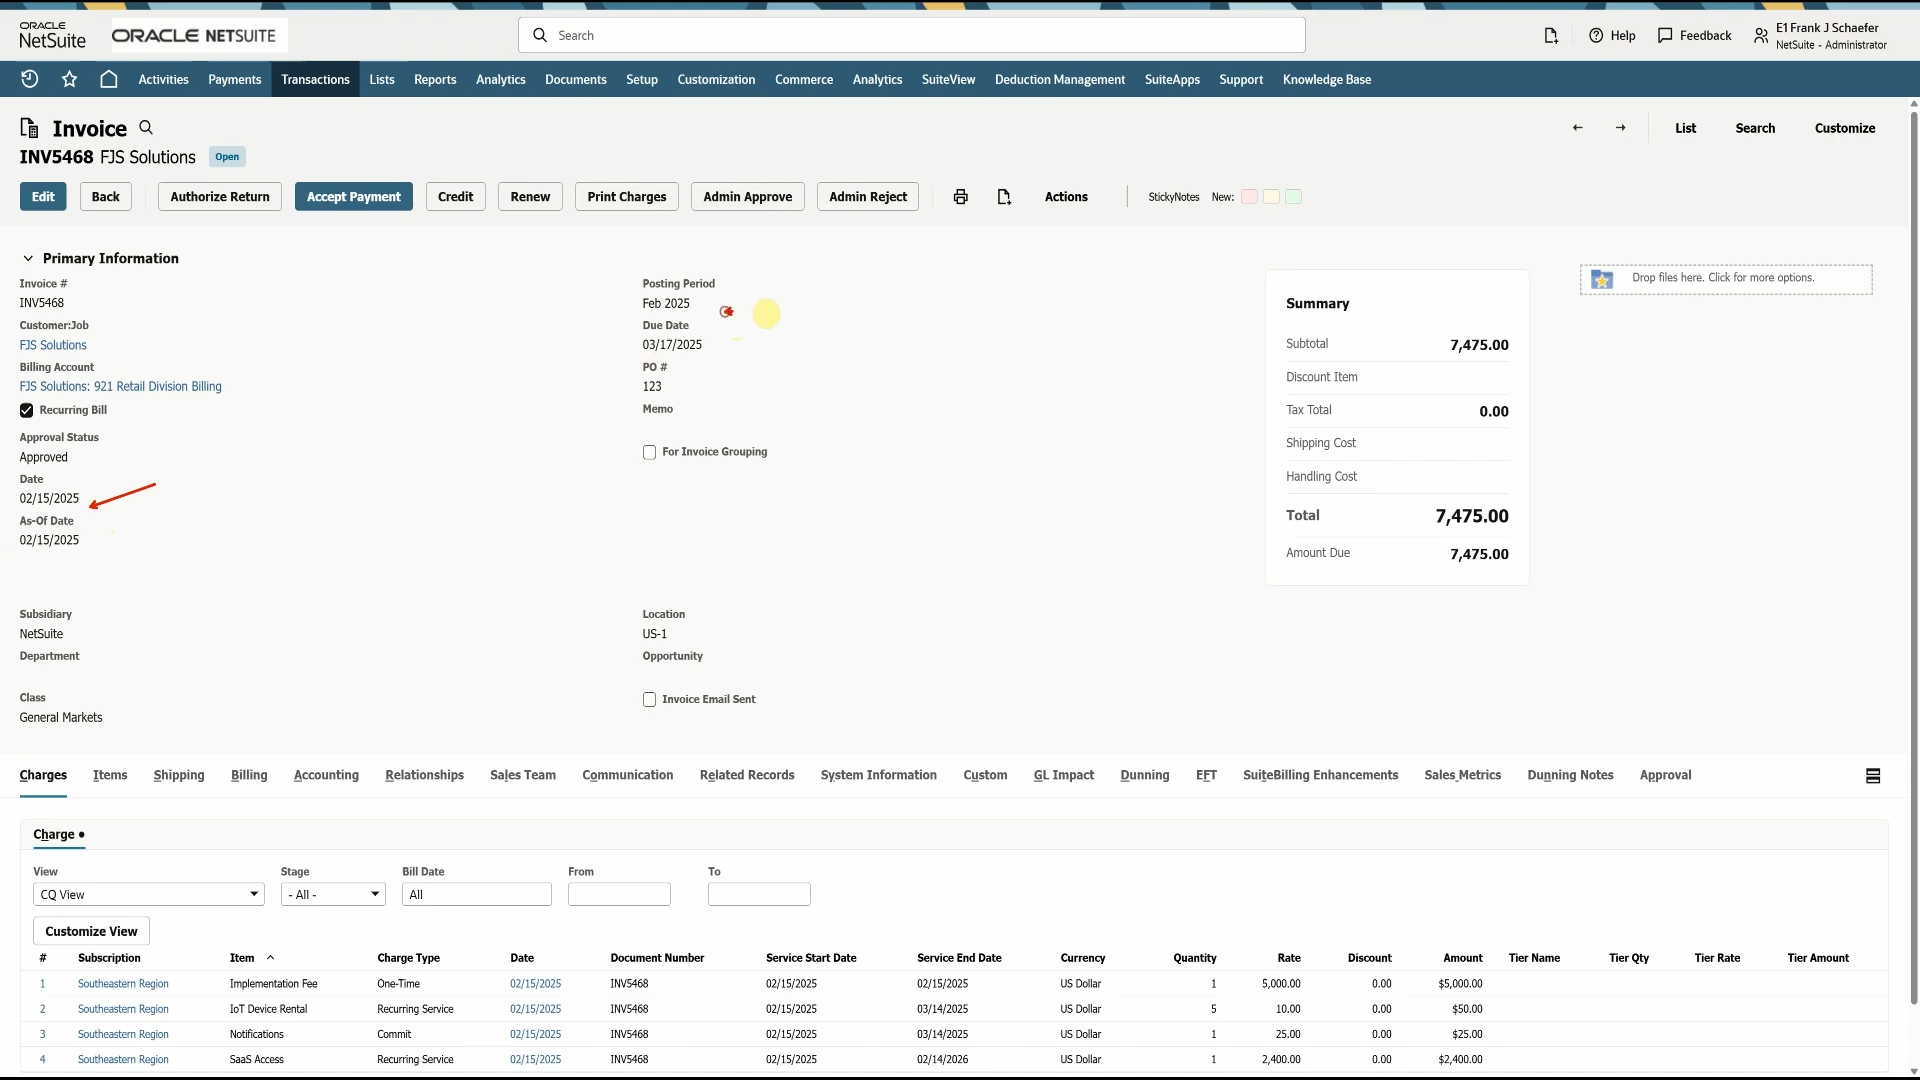 ORACLE
NetSuite
ORACLE NETSUITE
Search
Help
Feedback
E1 Frank J Schaefer
NetSuite - Administrator
Activities Payments Transactions Lists Reports Analytics Documents Setup Customization Commerce Analytics SuiteView Deduction Management SuiteApps Support Knowledge Base
Invoice
List Search Customize
INV5468 FJS Solutions Open
Edit Back Authorize Return Accept Payment Credit Renew Print Charges Admin Approve Admin Reject Actions StickyNotes New:
Primary Information
Invoice #
INV5468
Customer:Job
FJS Solutions
Billing Account
FJS Solutions: 921 Retail Division Billing
Recurring Bill
Approval Status
Approved
Date
02/15/2025
As-Of Date
02/15/2025
Posting Period
Feb 2025
Due Date
03/17/2025
PO #
123
Memo
For Invoice Grouping
Summary
Subtotal 7,475.00
Discount Item
Tax Total 0.00
Shipping Cost
Handling Cost
Total 7,475.00
Amount Due 7,475.00
Drop files here. Click for more options.
Subsidiary
NetSuite
Department
Class
General Markets
Location
US-1
Opportunity
Invoice Email Sent
Charges Items Shipping Billing Accounting Relationships Sales Team Communication Related Records System Information Custom GL Impact Dunning EFT SuiteBilling Enhancements Sales Metrics Dunning Notes Approval
Charge •
View Stage Bill Date From To
CQ View - All - All
Customize View
# Subscription Item Charge Type Date Document Number Service Start Date Service End Date Currency Quantity Rate Discount Amount Tier Name Tier Qty Tier Rate Tier Amount
1 Southeastern Region Implementation Fee One-Time 02/15/2025 INV5468 02/15/2025 02/15/2025 US Dollar 1 5,000.00 0.00 $5,000.00
2 Southeastern Region IoT Device Rental Recurring Service 02/15/2025 INV5468 02/15/2025 03/14/2025 US Dollar 5 10.00 0.00 $50.00
3 Southeastern Region Notifications Commit 02/15/2025 INV5468 02/15/2025 03/14/2025 US Dollar 1 25.00 0.00 $25.00
4 Southeastern Region SaaS Access Recurring Service 02/15/2025 INV5468 02/15/2025 02/14/2026 US Dollar 1 2,400.00 0.00 $2,400.00